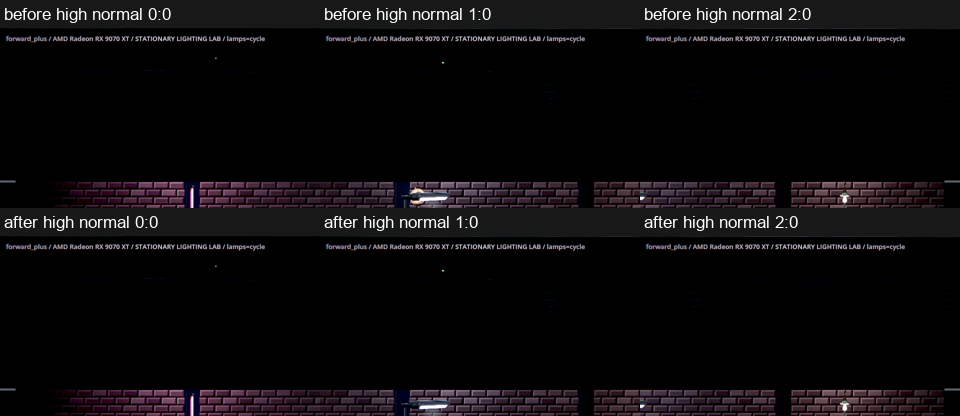 before high normal 0:0
before high normal 1:0
before high normal 2:0
forward_plus / AMD Radeon RX 9070 XT / STATIONARY LIGHTING LAB / lamps=cycle
forward_plus / AMD Radeon RX 9070 XT / STATIONARY LIGHTING LAB / lamps=cycle
forward_plus / AMD Radeon RX 9070 XT / STATIONARY LIGHTING LAB / lamps=cycle
after high normal 0:0
after high normal 1:0
after high normal 2:0
forward_plus / AMD Radeon RX 9070 XT / STATIONARY LIGHTING LAB / lamps=cycle
forward_plus / AMD Radeon RX 9070 XT / STATIONARY LIGHTING LAB / lamps=cycle
forward_plus / AMD Radeon RX 9070 XT / STATIONARY LIGHTING LAB / lamps=cycle